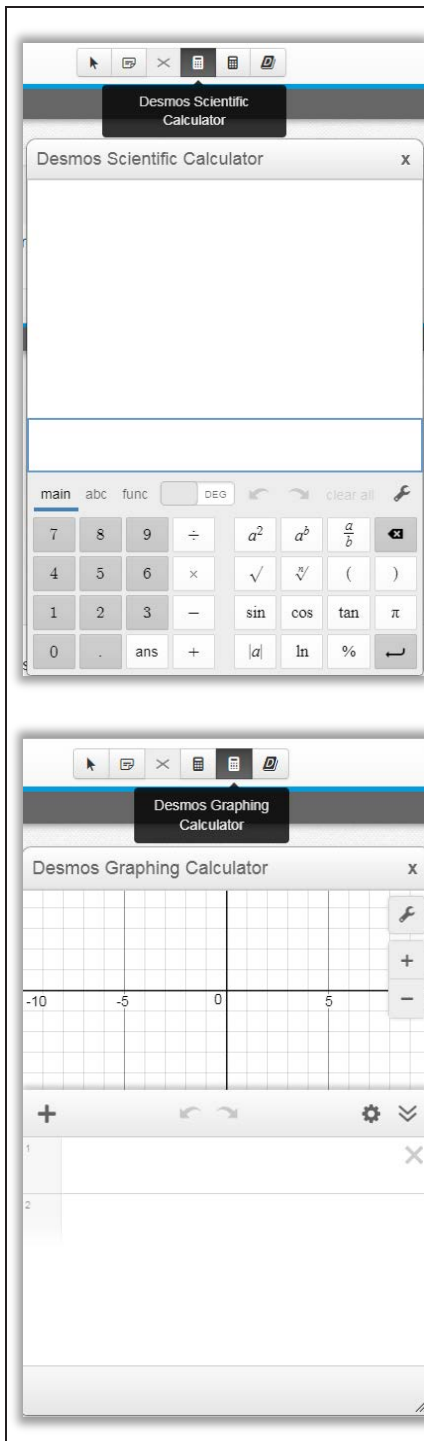 Desmos Scientific
Calculator
Desmos Scientific Calculator x
main abc func DEG clear all
7 8 9 ÷ a² aᵇ a/b
4 5 6 × √ ⁿ√ ( )
1 2 3 − sin cos tan π
0 . ans + |a| ln %
Desmos Graphing
Calculator
Desmos Graphing Calculator x
+
-10 -5 0 5 −
+
1
2